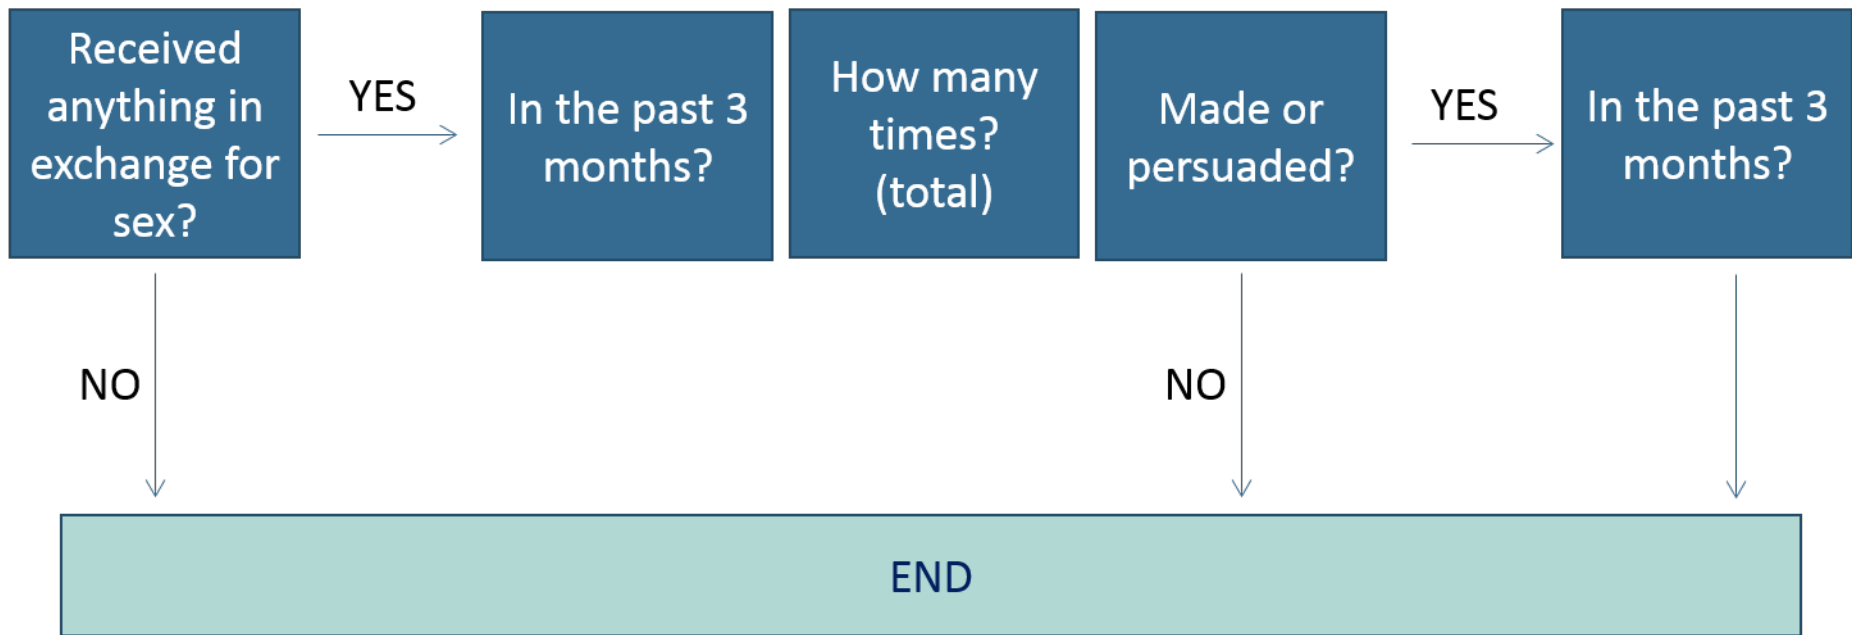 Received
anything in
exchange for
sex?
YES
In the past 3
months?
How many
times?
(total)
Made or
persuaded?
YES
In the past 3
months?
NO
NO
END